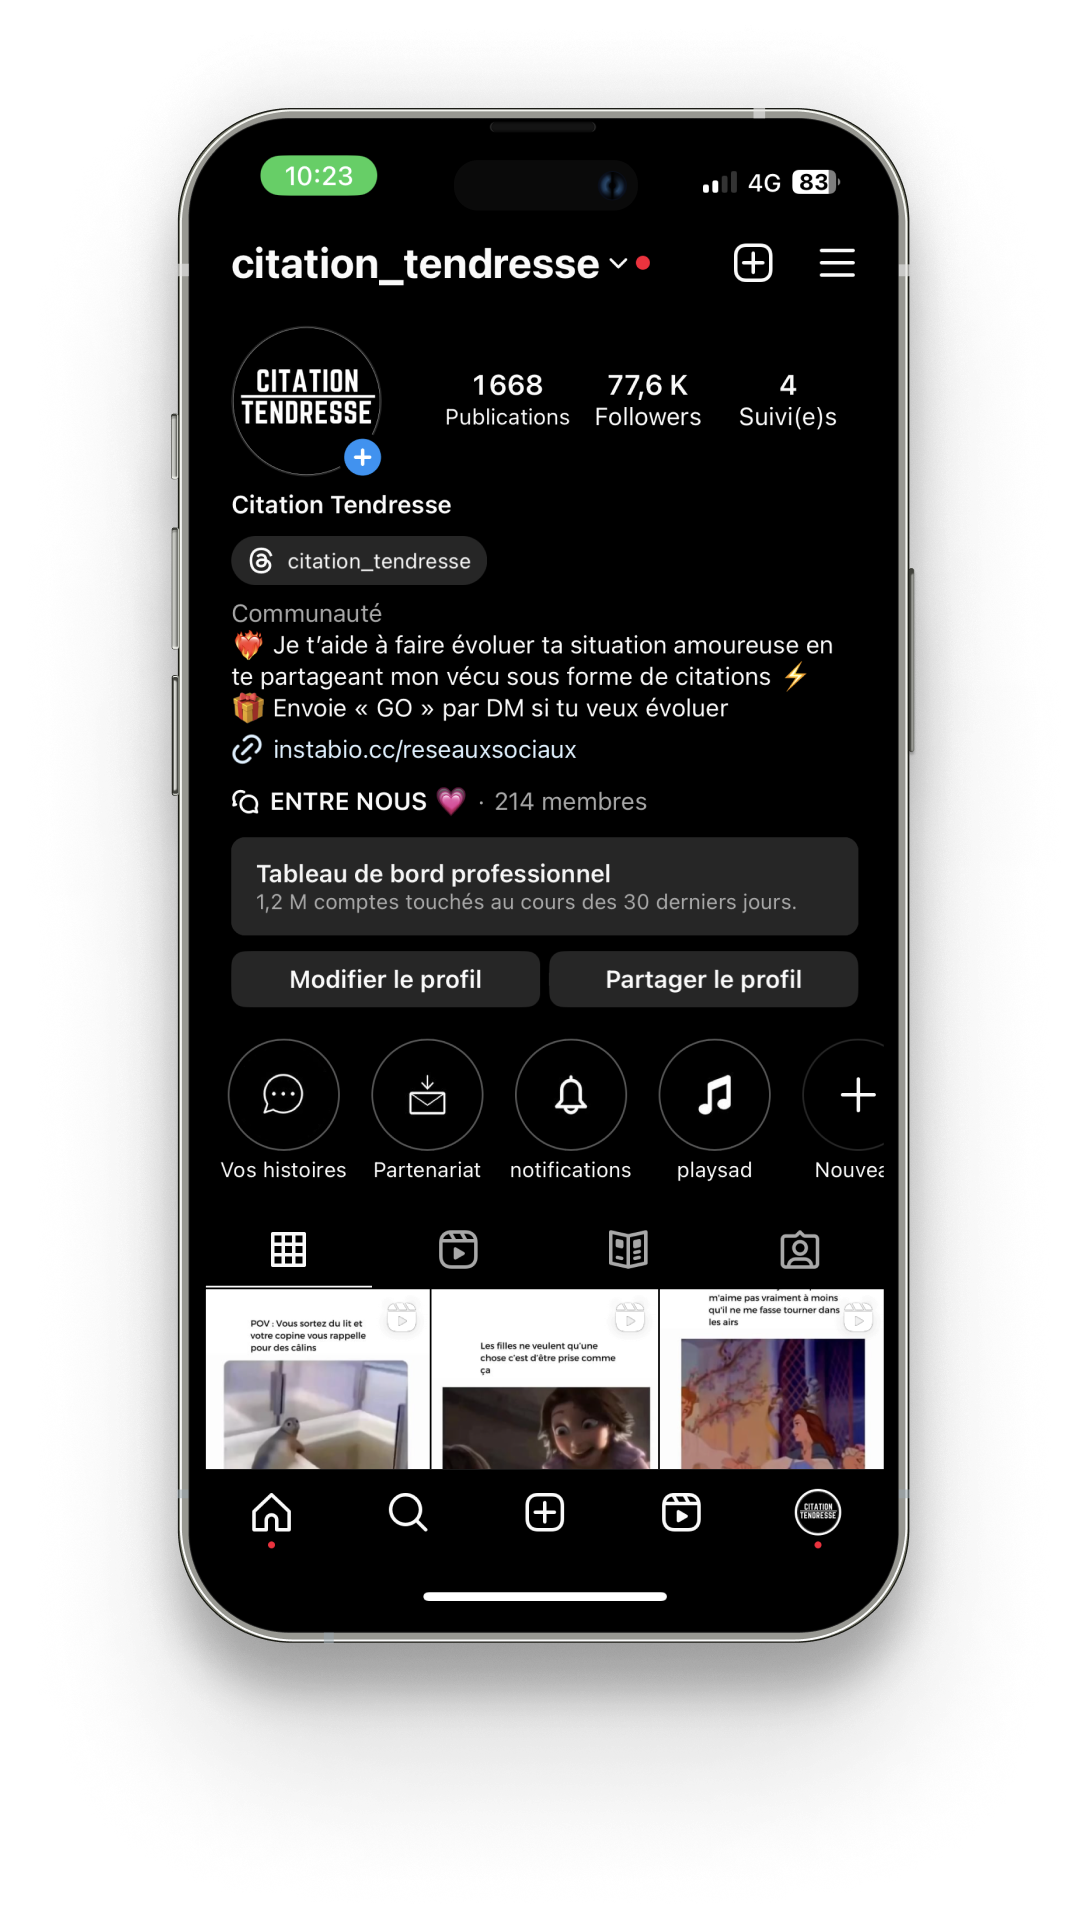 10:23
4G 83
citation_tendresse
CITATION
TENDRESSE
1 668
Publications
77,6 K
Followers
4
Suivi(e)s
Citation Tendresse
citation_tendresse
Communauté
❤️‍🔥 Je t’aide à faire évoluer ta situation amoureuse en
te partageant mon vécu sous forme de citations ⚡
🎁 Envoie « GO » par DM si tu veux évoluer
instabio.cc/reseauxsociaux
ENTRE NOUS 💗 · 214 membres
Tableau de bord professionnel
1,2 M comptes touchés au cours des 30 derniers jours.
Modifier le profil
Partager le profil
Vos histoires
Partenariat
notifications
playsad
Nouvea
POV : Vous sortez du lit et
votre copine vous rappelle
pour des câlins
Les filles ne veulent qu'une
chose c'est d'être prise comme
ça
m'aime pas vraiment à moins
qu'il ne me fasse tourner dans
les airs
CITATION
TENDRESSE